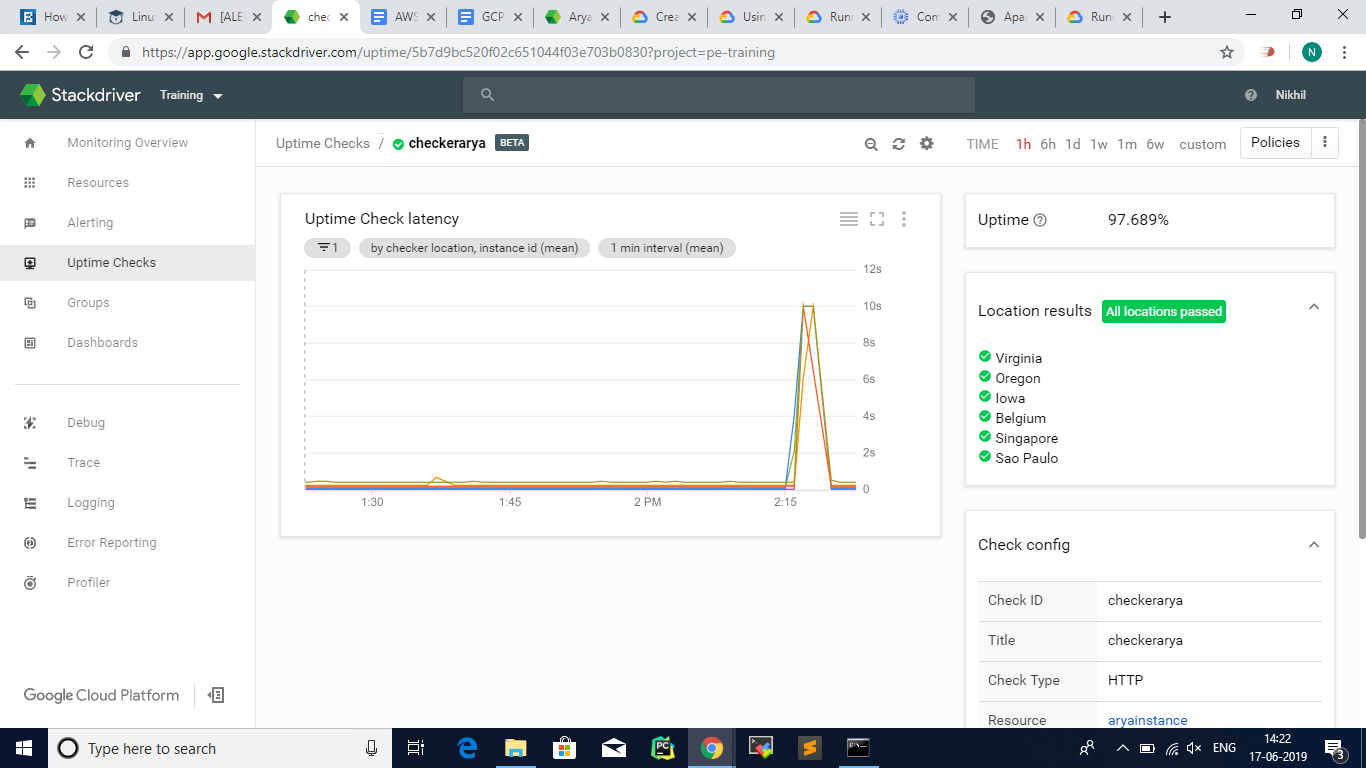 How
Linu
[ALE
chec
AWS
GCP
Arya
Crea
Usin
Runn
Com
Apac
Runn
https://app.google.stackdriver.com/uptime/5b7d9bc520f02c651044f03e703b0830?project=pe-training
N
Stackdriver
Training
Nikhil
Monitoring Overview
Resources
Alerting
Uptime Checks
Groups
Dashboards
Debug
Trace
Logging
Error Reporting
Profiler
Google Cloud Platform
Uptime Checks / checkerarya BETA
TIME 1h 6h 1d 1w 1m 6w custom
Policies
Uptime Check latency
1
by checker location, instance id (mean)
1 min interval (mean)
12s
10s
8s
6s
4s
2s
0
1:30 1:45 2 PM 2:15
Uptime 97.689%
Location results All locations passed
Virginia
Oregon
Iowa
Belgium
Singapore
Sao Paulo
Check config
Check ID checkerarya
Title checkerarya
Check Type HTTP
Resource aryainstance
Type here to search
PC
ENG
14:22
17-06-2019
3